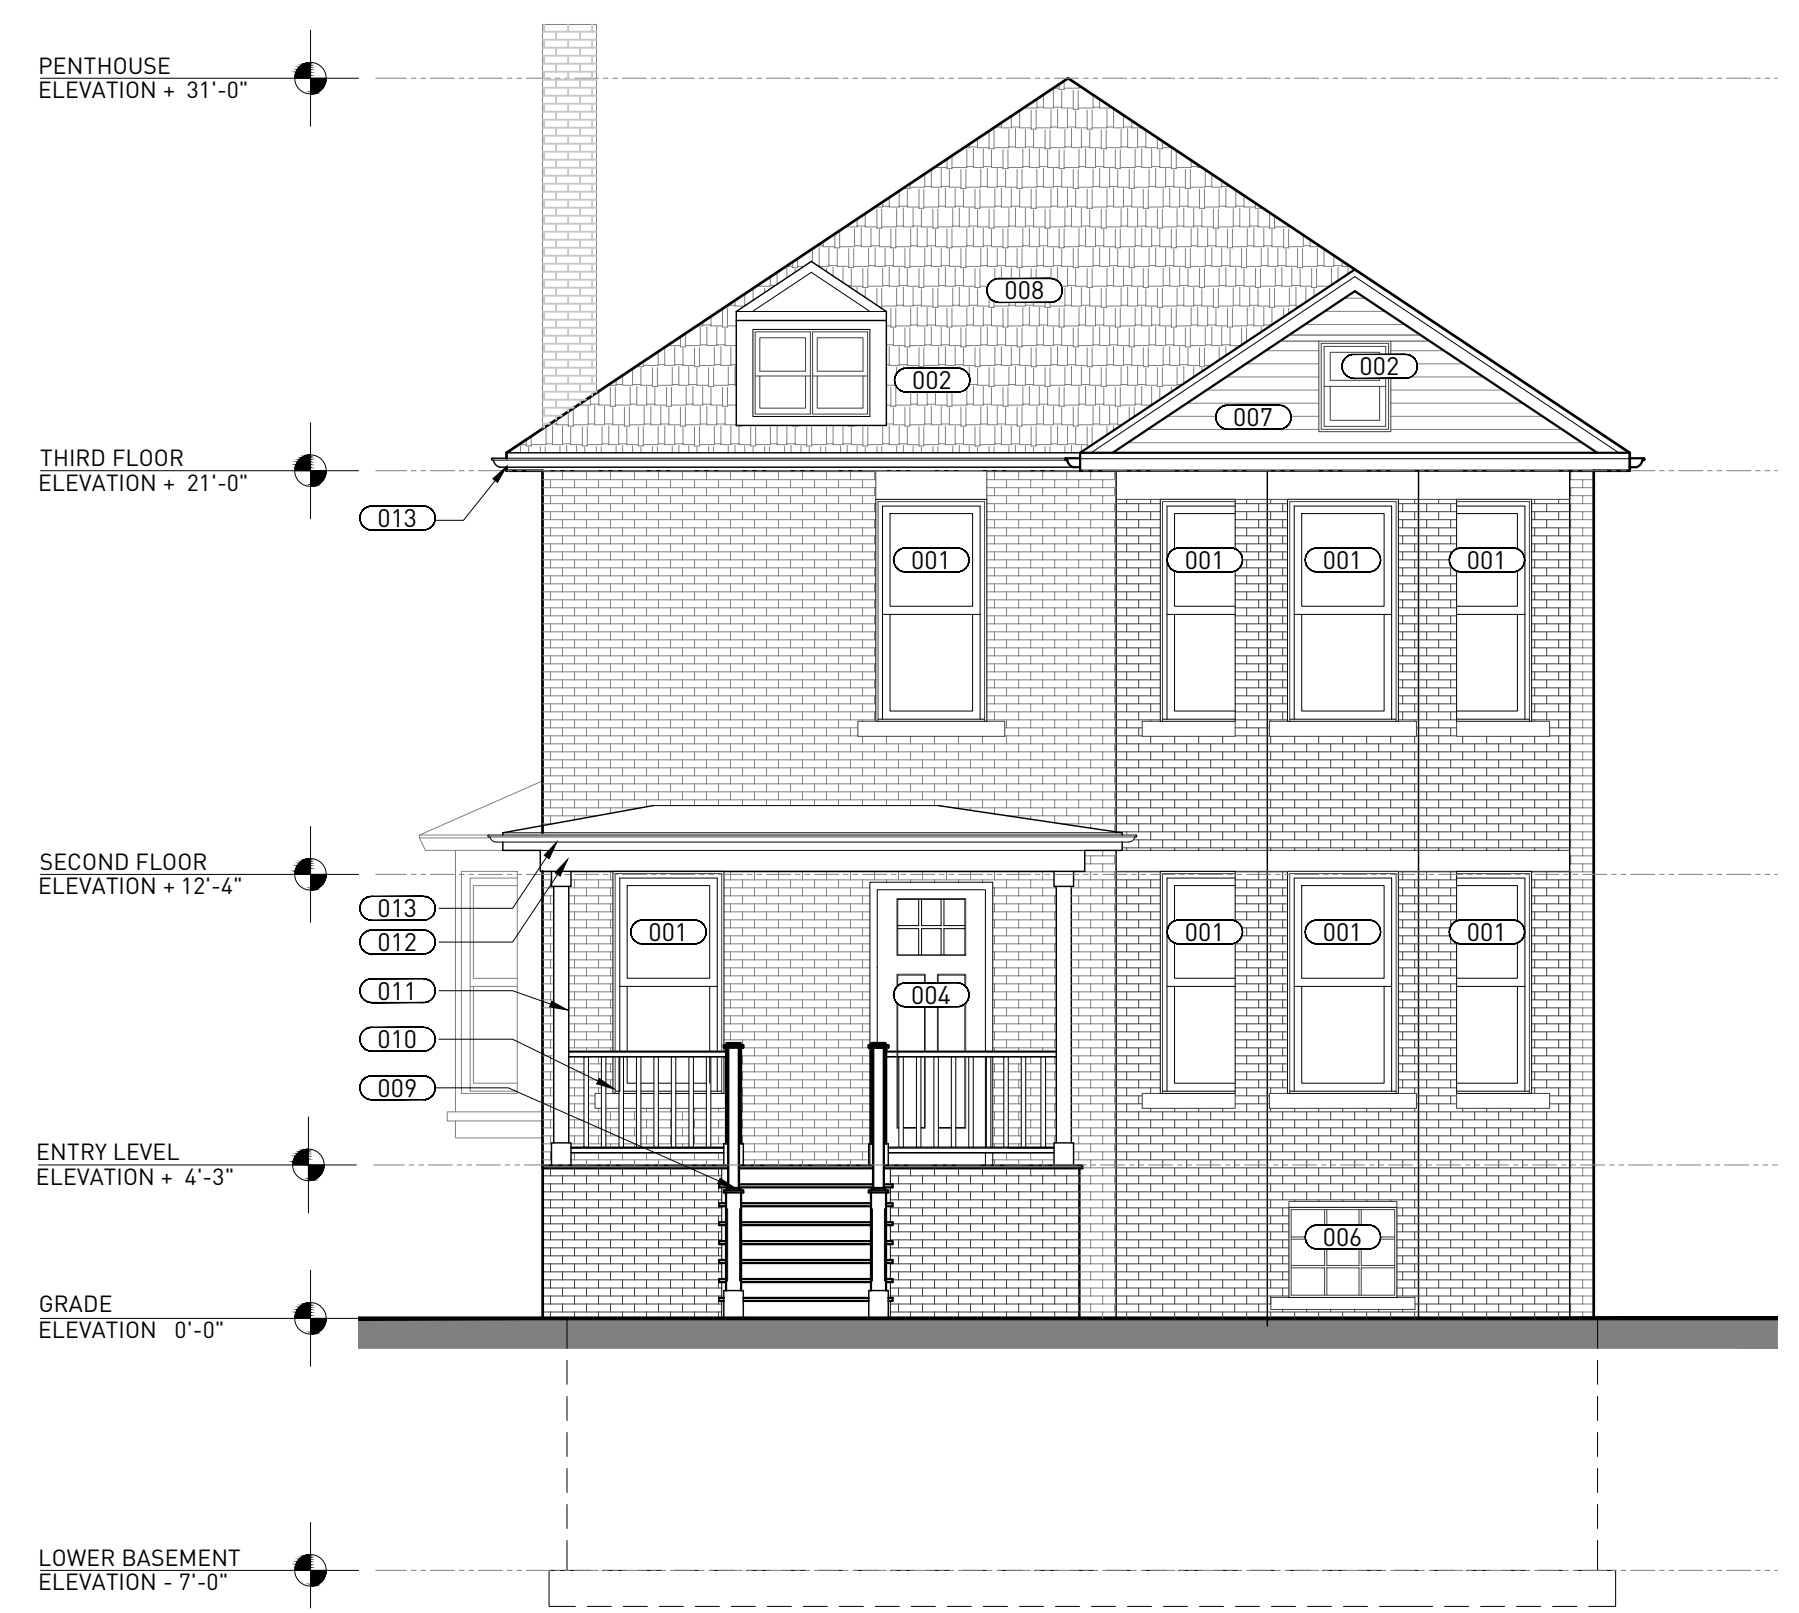 PENTHOUSE
ELEVATION + 31'-0"
008
002
002
007
THIRD FLOOR
ELEVATION + 21'-0"
013
001
001
001
001
SECOND FLOOR
ELEVATION + 12'-4"
013
001
001
001
001
012
011
004
010
009
ENTRY LEVEL
ELEVATION + 4'-3"
006
GRADE
ELEVATION 0'-0"
LOWER BASEMENT
ELEVATION - 7'-0"